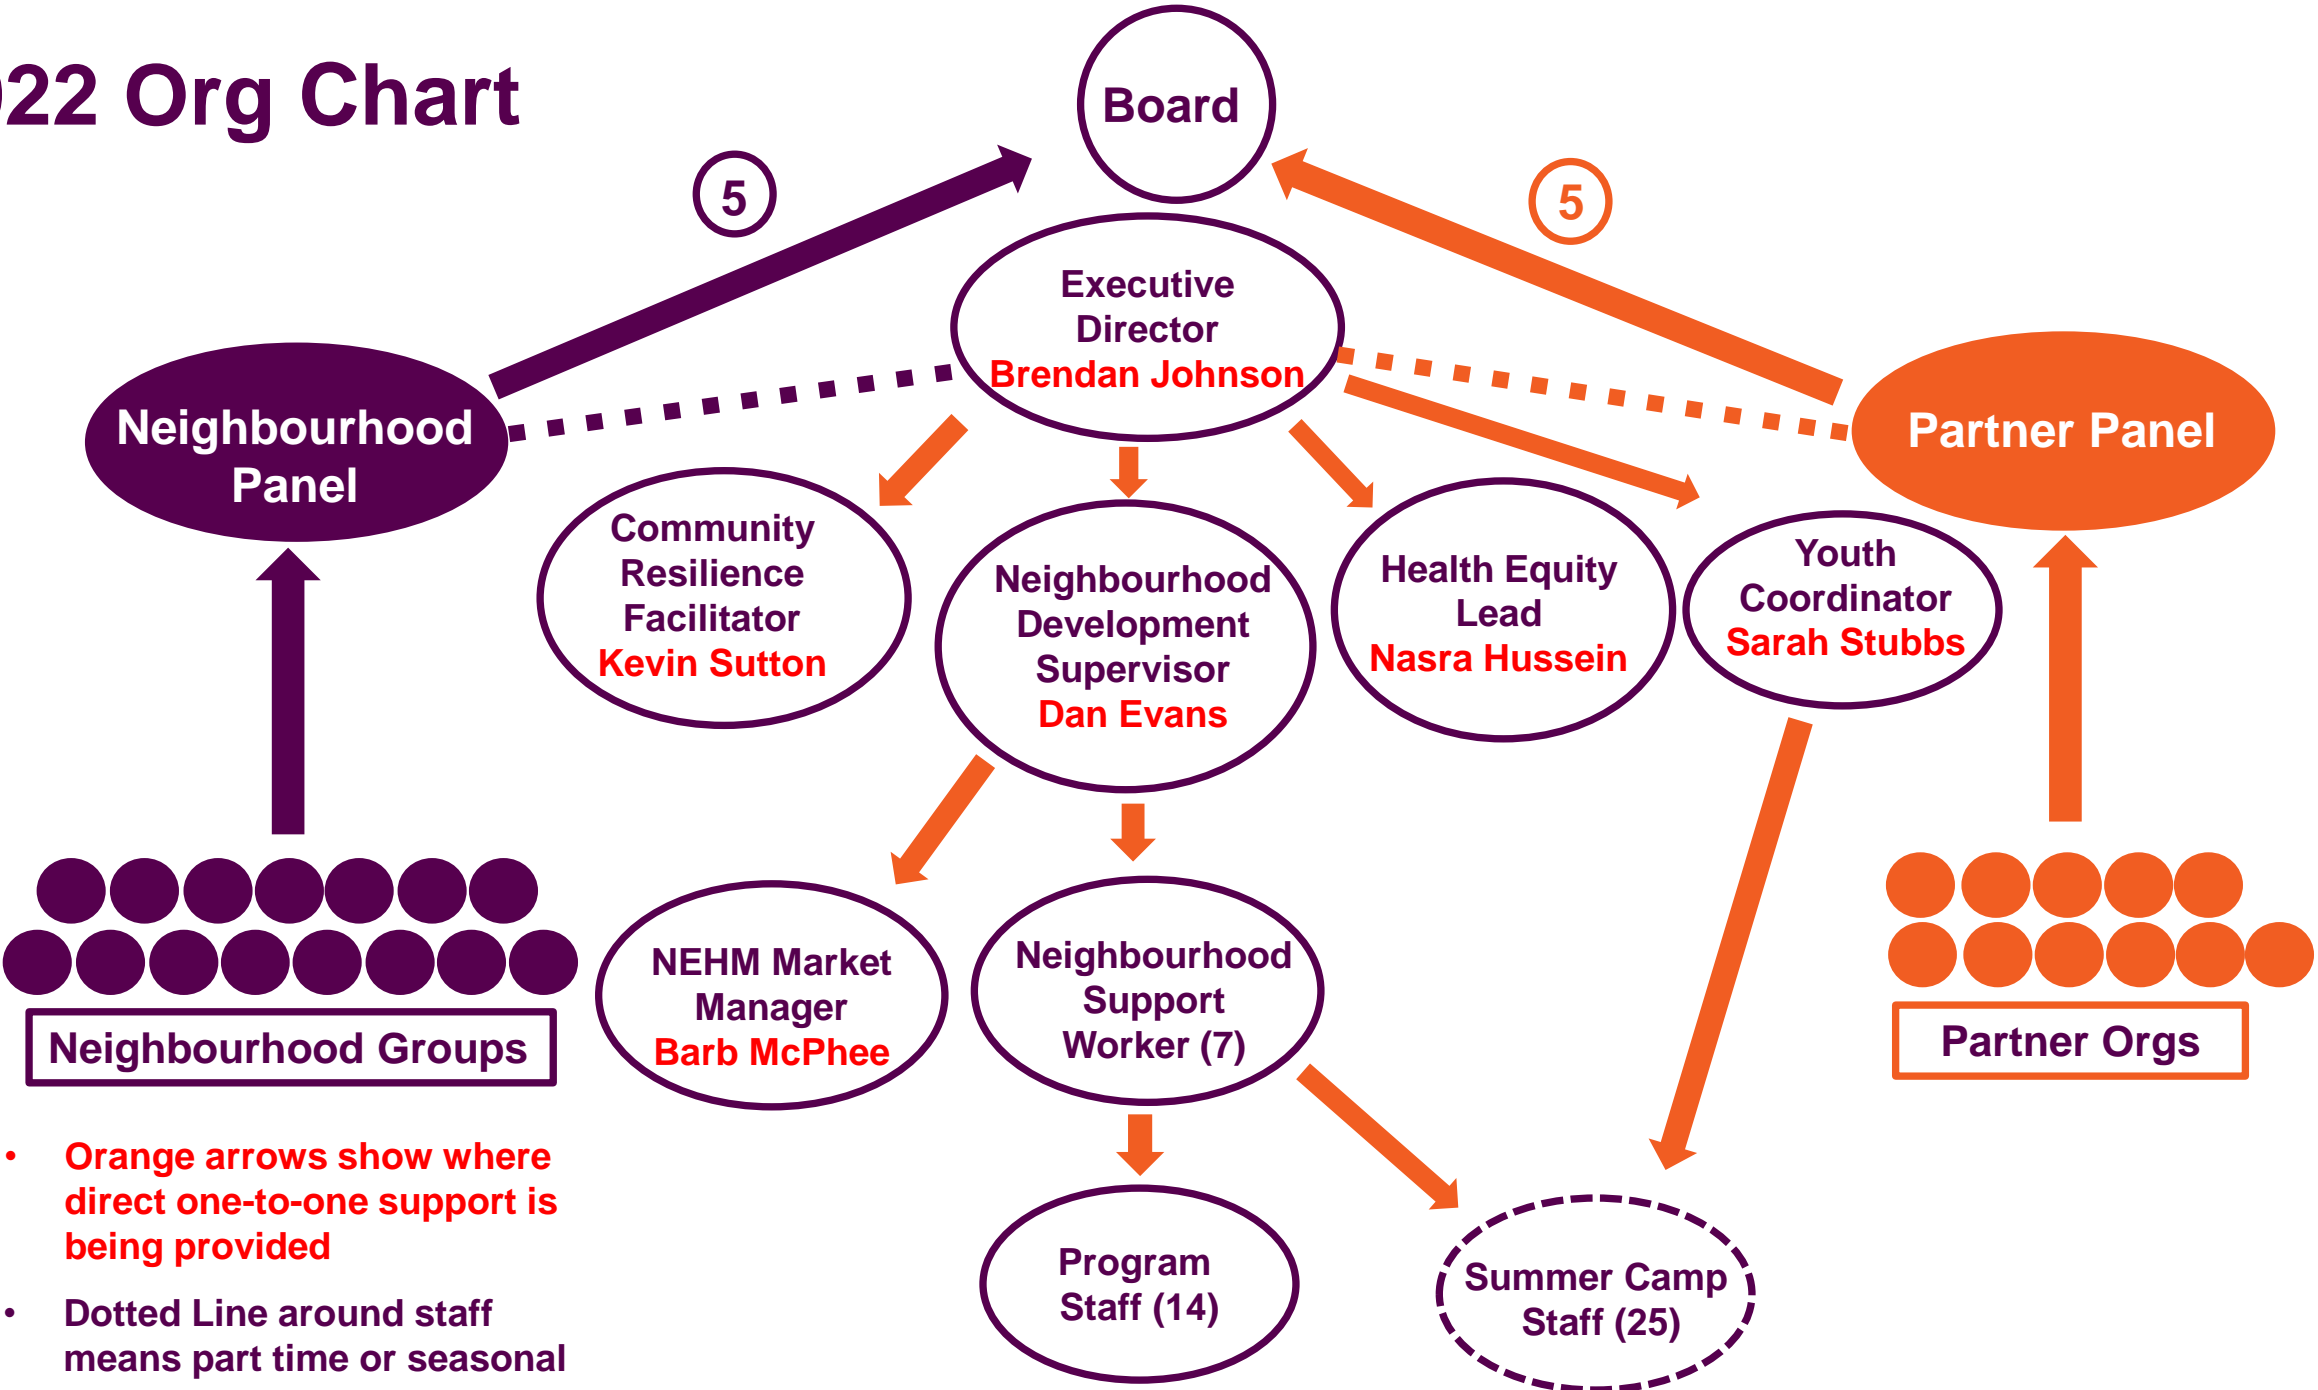 022 Org Chart
Board
5
5
Executive
Director
Brendan Johnson
Neighbourhood
Panel
Partner Panel
Community
Resilience
Facilitator
Kevin Sutton
Neighbourhood
Development
Supervisor
Dan Evans
Health Equity
Lead
Nasra Hussein
Youth
Coordinator
Sarah Stubbs
NEHM Market
Manager
Barb McPhee
Neighbourhood
Support
Worker (7)
Neighbourhood Groups
Partner Orgs
• Orange arrows show where
direct one-to-one support is
being provided
• Dotted Line around staff
means part time or seasonal
Program
Staff (14)
Summer Camp
Staff (25)